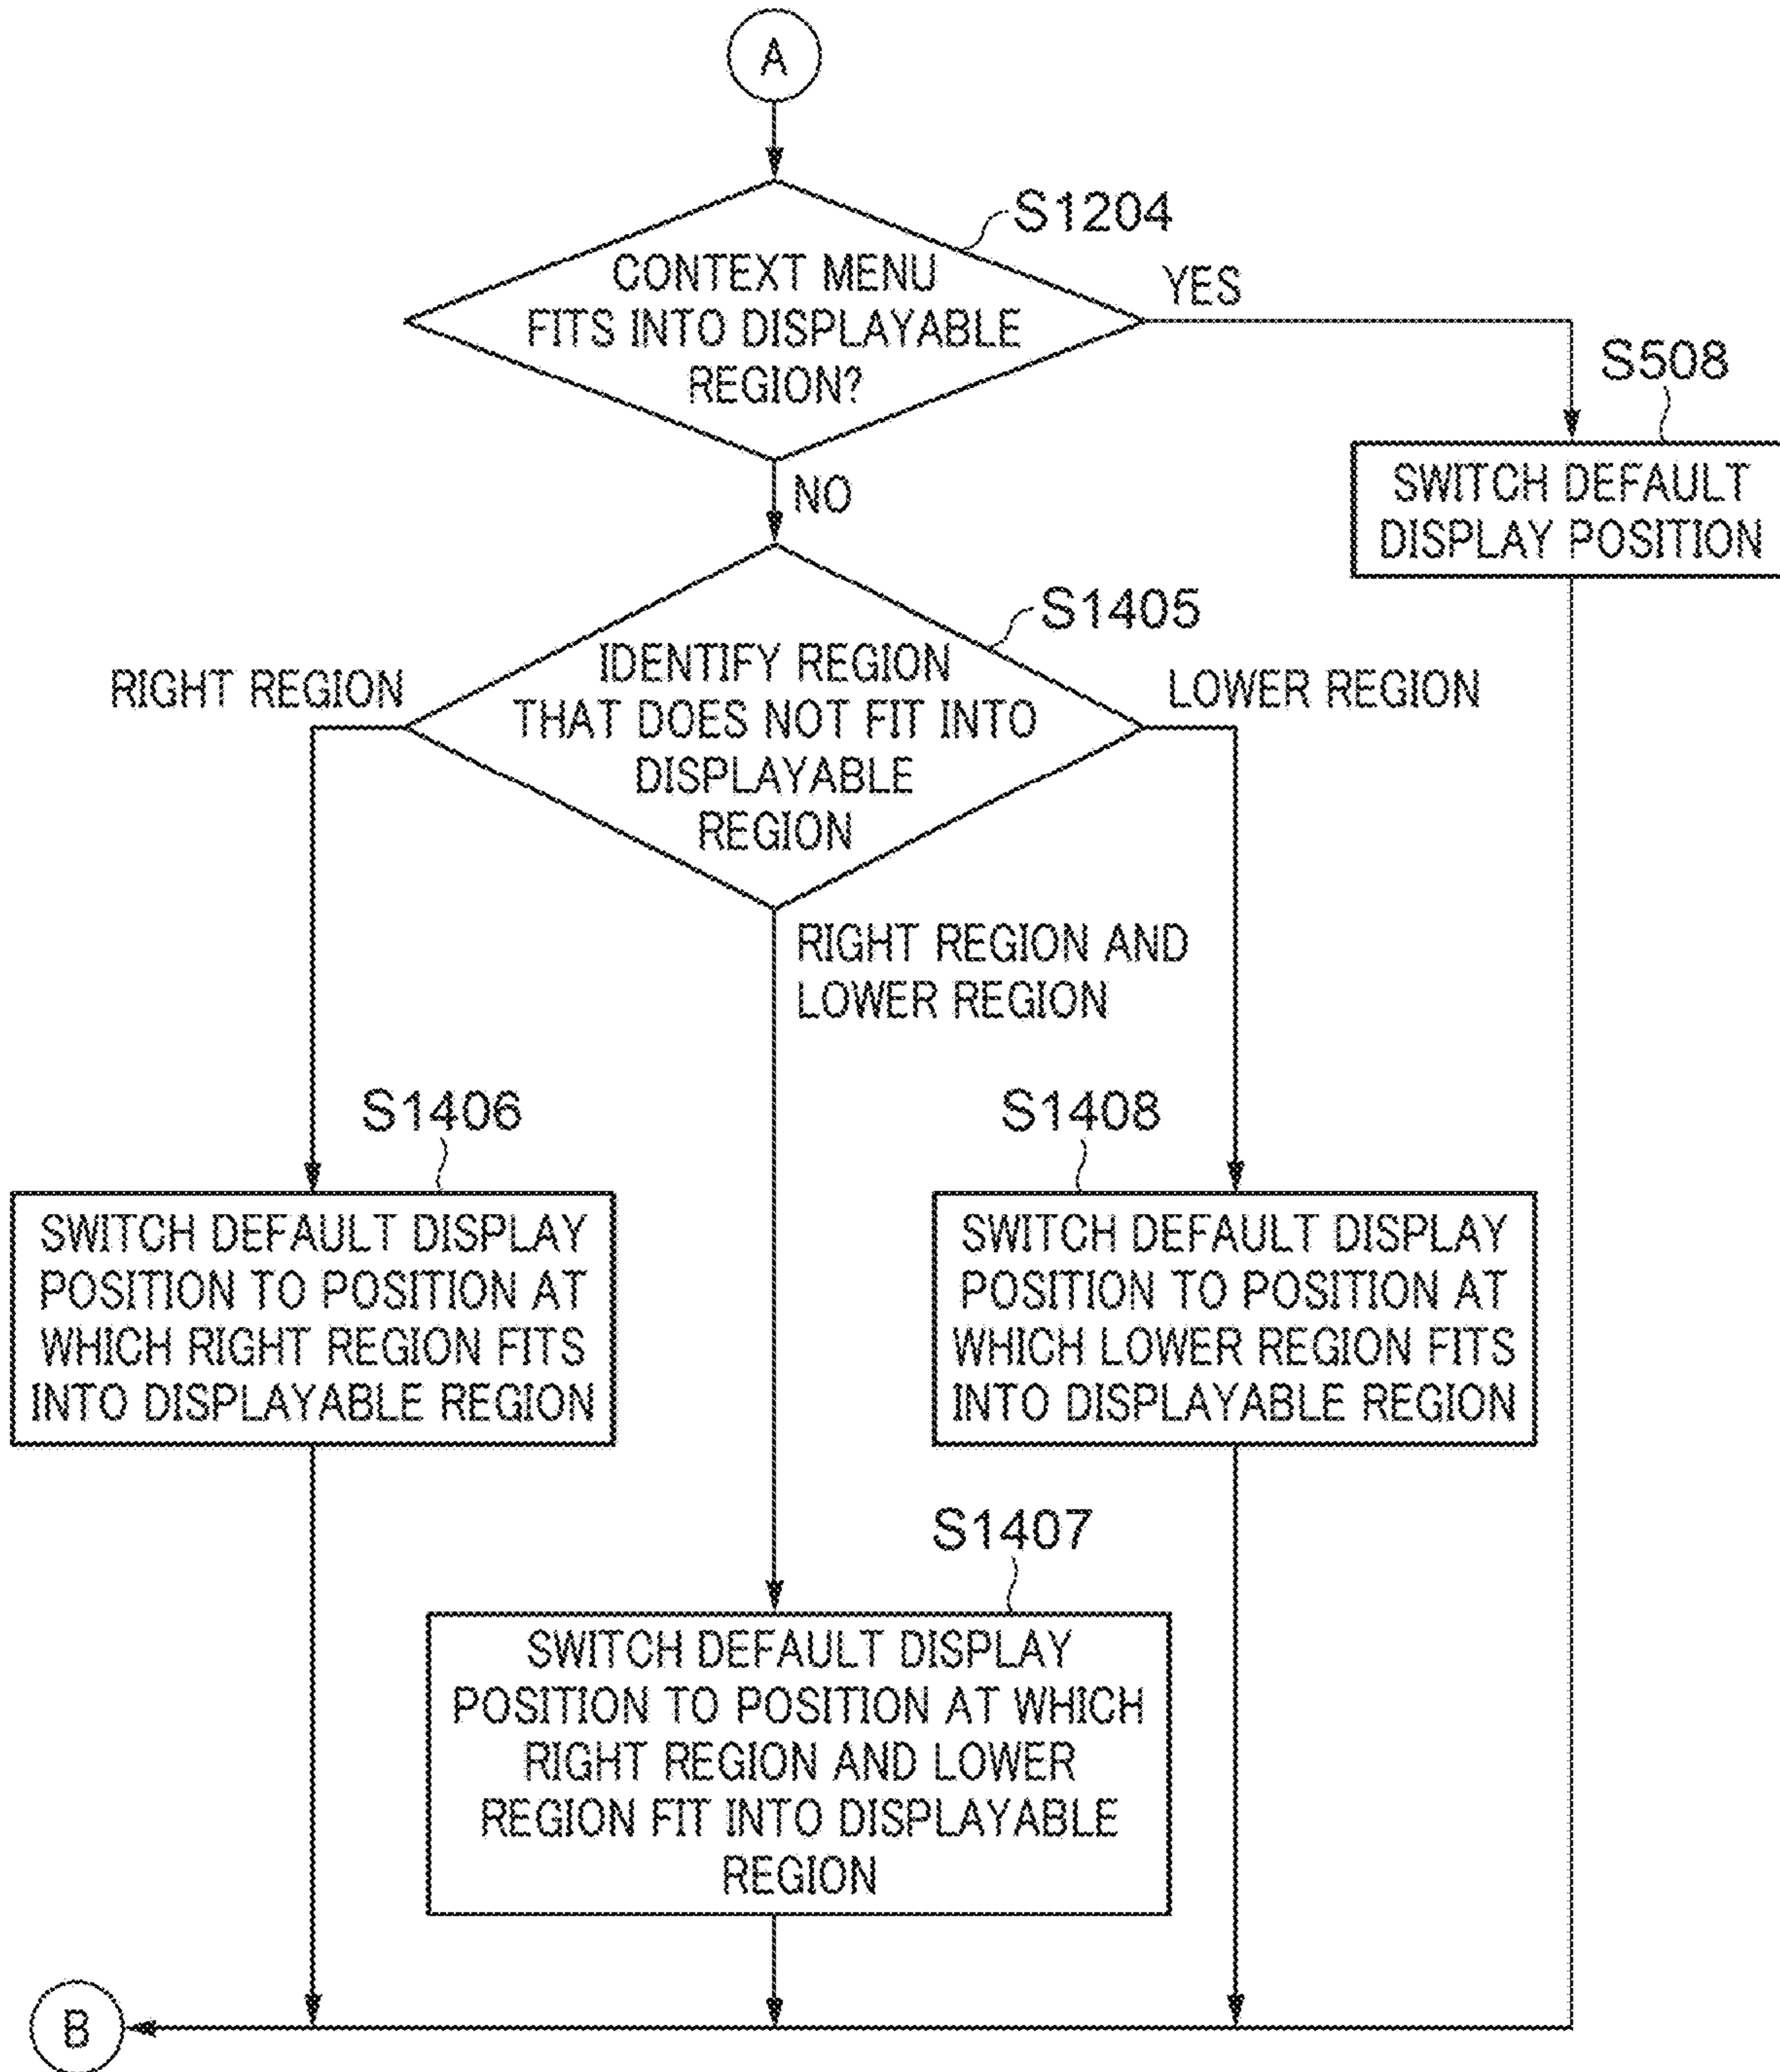 A
S1204
CONTEXT MENU
FITS INTO DISPLAYABLE
REGION?
YES
S508
SWITCH DEFAULT
DISPLAY POSITION
NO
S1405
IDENTIFY REGION
THAT DOES NOT FIT INTO
DISPLAYABLE
REGION
RIGHT REGION
LOWER REGION
RIGHT REGION AND
LOWER REGION
S1406
SWITCH DEFAULT DISPLAY
POSITION TO POSITION AT
WHICH RIGHT REGION FITS
INTO DISPLAYABLE REGION
S1408
SWITCH DEFAULT DISPLAY
POSITION TO POSITION AT
WHICH LOWER REGION FITS
INTO DISPLAYABLE REGION
S1407
SWITCH DEFAULT DISPLAY
POSITION TO POSITION AT WHICH
RIGHT REGION AND LOWER
REGION FIT INTO DISPLAYABLE
REGION
B